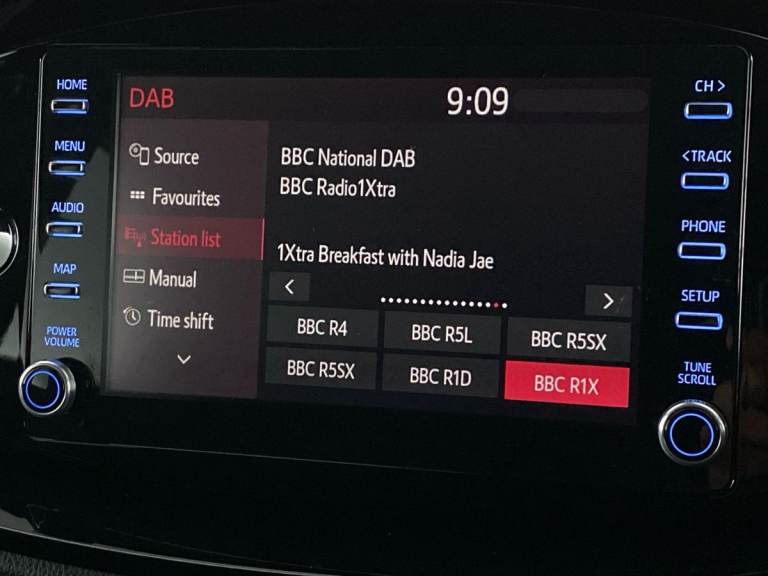 HOME
MENU
AUDIO
MAP
POWER
VOLUME
DAB
9:09
Source
Favourites
Station list
Manual
Time shift
BBC National DAB
BBC Radio1Xtra
1Xtra Breakfast with Nadia Jae
BBC R4
BBC R5L
BBC R5SX
BBC R5SX
BBC R1D
BBC R1X
CH >
< TRACK
PHONE
SETUP
TUNE
SCROLL